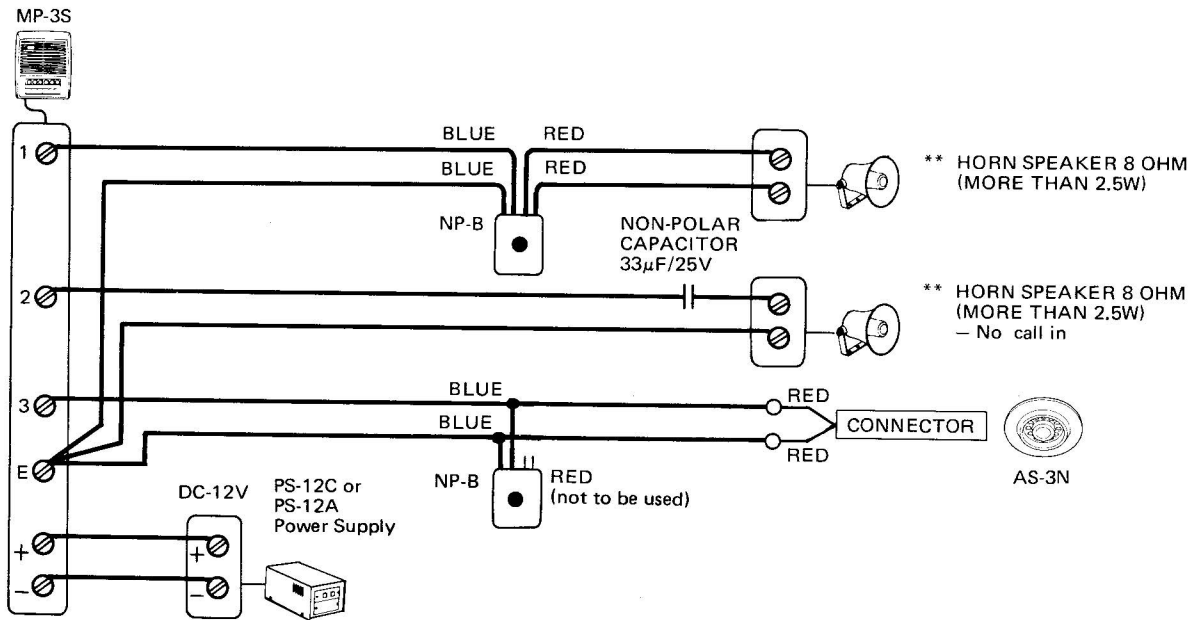 MP-3S
1
BLUE
RED
BLUE
RED
NP-B
** HORN SPEAKER 8 OHM
(MORE THAN 2.5W)
NON-POLAR
CAPACITOR
33μF/25V
2
** HORN SPEAKER 8 OHM
(MORE THAN 2.5W)
– No call in
3
BLUE
RED
BLUE
RED
CONNECTOR
AS-3N
E
NP-B
RED
(not to be used)
DC-12V
PS-12C or
PS-12A
Power Supply
+
+
–
–